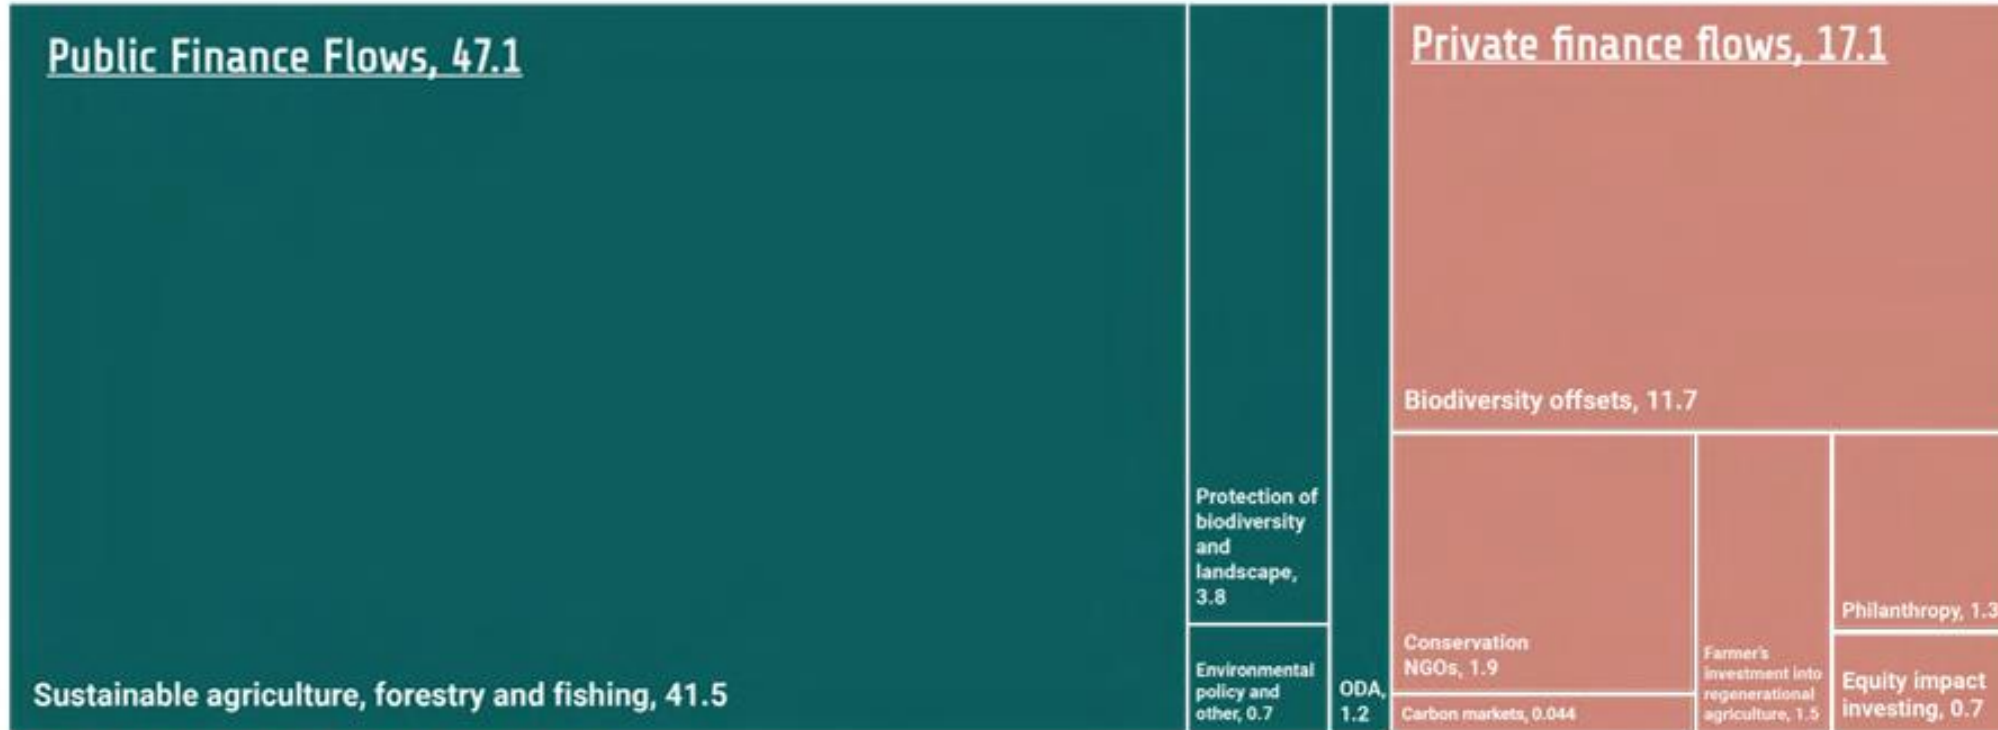 Public Finance Flows, 47.1
Sustainable agriculture, forestry and fishing, 41.5
Protection of
biodiversity
and
landscape,
3.8
Environmental
policy and
other, 0.7
ODA,
1.2
Private finance flows, 17.1
Biodiversity offsets, 11.7
Conservation
NGOs, 1.9
Carbon markets, 0.044
Farmer's
investment into
regenerational
agriculture, 1.5
Philanthropy, 1.3
Equity impact
investing, 0.7